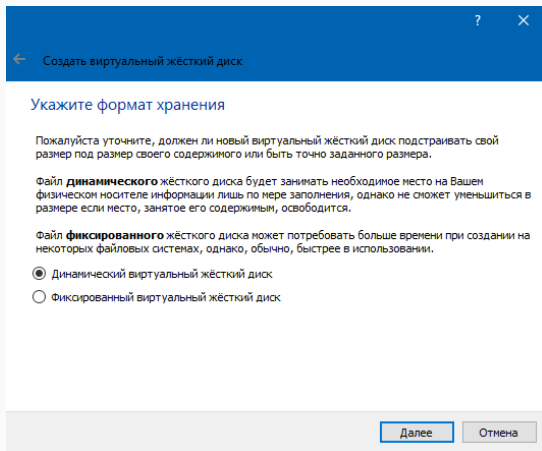 ?
Создать виртуальный жёсткий диск
Укажите формат хранения
Пожалуйста уточните, должен ли новый виртуальный жёсткий диск подстраивать свой
размер под размер своего содержимого или быть точно заданного размера.
Файл динамического жёсткого диска будет занимать необходимое место на Вашем
физическом носителе информации лишь по мере заполнения, однако не сможет уменьшиться в
размере если место, занятое его содержимым, освободится.
Файл фиксированного жёсткого диска может потребовать больше времени при создании на
некоторых файловых системах, однако, обычно, быстрее в использовании.
Динамический виртуальный жёсткий диск
Фиксированный виртуальный жёсткий диск
Далее Отмена